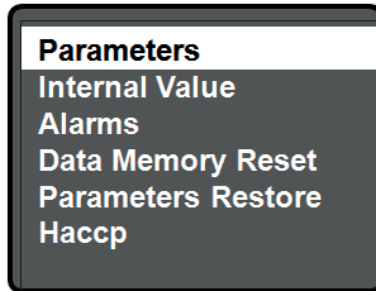 Parameters
Internal Value
Alarms
Data Memory Reset
Parameters Restore
Haccp